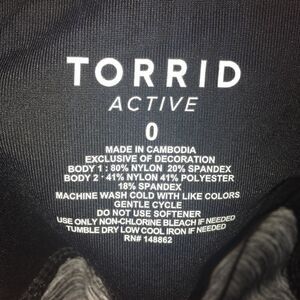 TORRID
ACTIVE
0
MADE IN CAMBODIA
EXCLUSIVE OF DECORATION
BODY 1 : 80% NYLON 20% SPANDEX
BODY 2 · 41% NYLON 41% POLYESTER
18% SPANDEX
MACHINE WASH COLD WITH LIKE COLORS
GENTLE CYCLE
DO NOT USE SOFTENER
USE ONLY NON-CHLORINE BLEACH IF NEEDED
TUMBLE DRY LOW COOL IRON IF NEEDED
RN# 148862